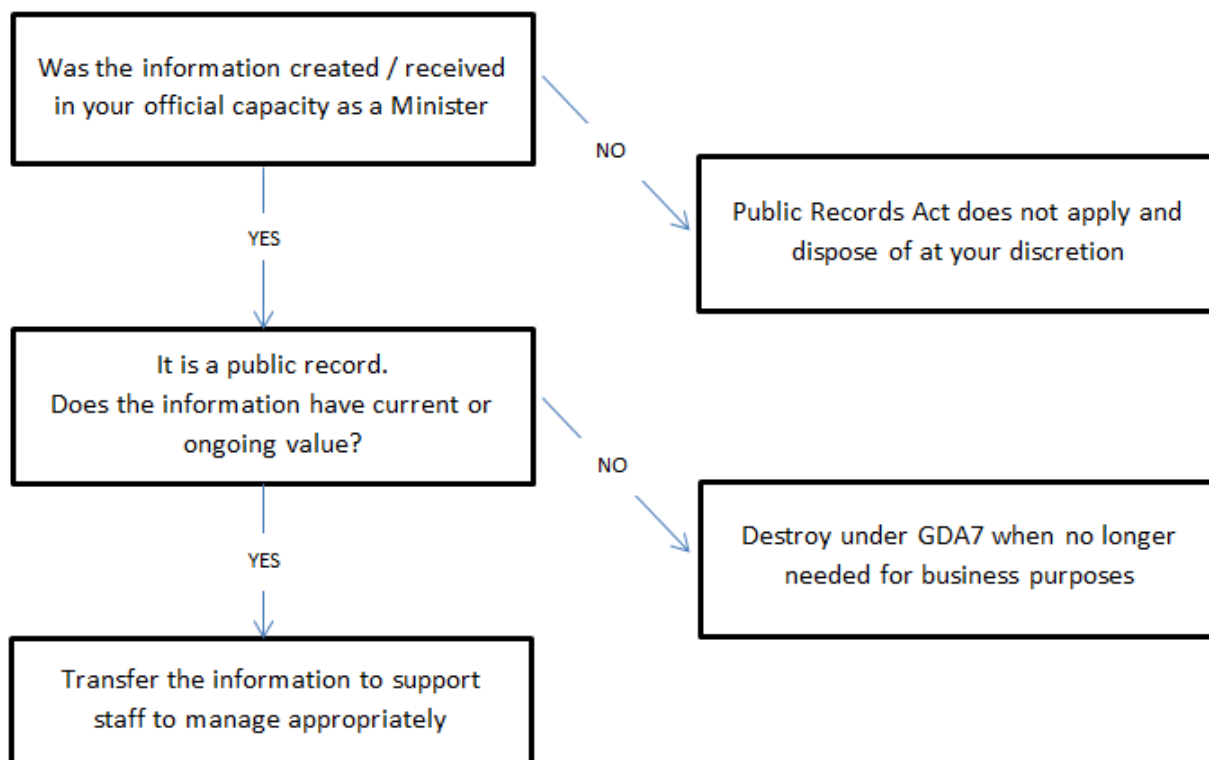 Was the information created / received
in your official capacity as a Minister
NO
Public Records Act does not apply and
dispose of at your discretion
YES
It is a public record.
Does the information have current or
ongoing value?
NO
Destroy under GDA7 when no longer
needed for business purposes
YES
Transfer the information to support
staff to manage appropriately